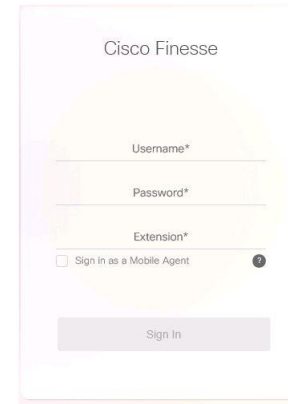 Cisco Finesse
Username*
Password*
Extension*
Sign in as a Mobile Agent ?
Sign In